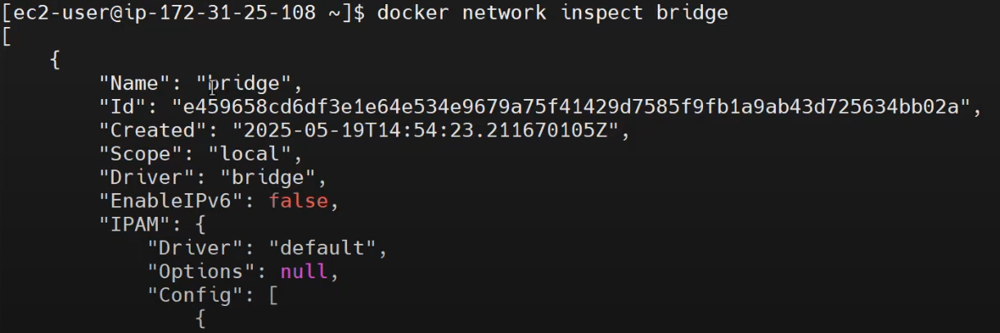 [ec2-user@ip-172-31-25-108 ~]$ docker network inspect bridge
[
    {
        "Name": "bridge",
        "Id": "e459658cd6df3e1e64e534e9679a75f41429d7585f9fb1a9ab43d725634bb02a",
        "Created": "2025-05-19T14:54:23.211670105Z",
        "Scope": "local",
        "Driver": "bridge",
        "EnableIPv6": false,
        "IPAM": {
            "Driver": "default",
            "Options": null,
            "Config": [
                {